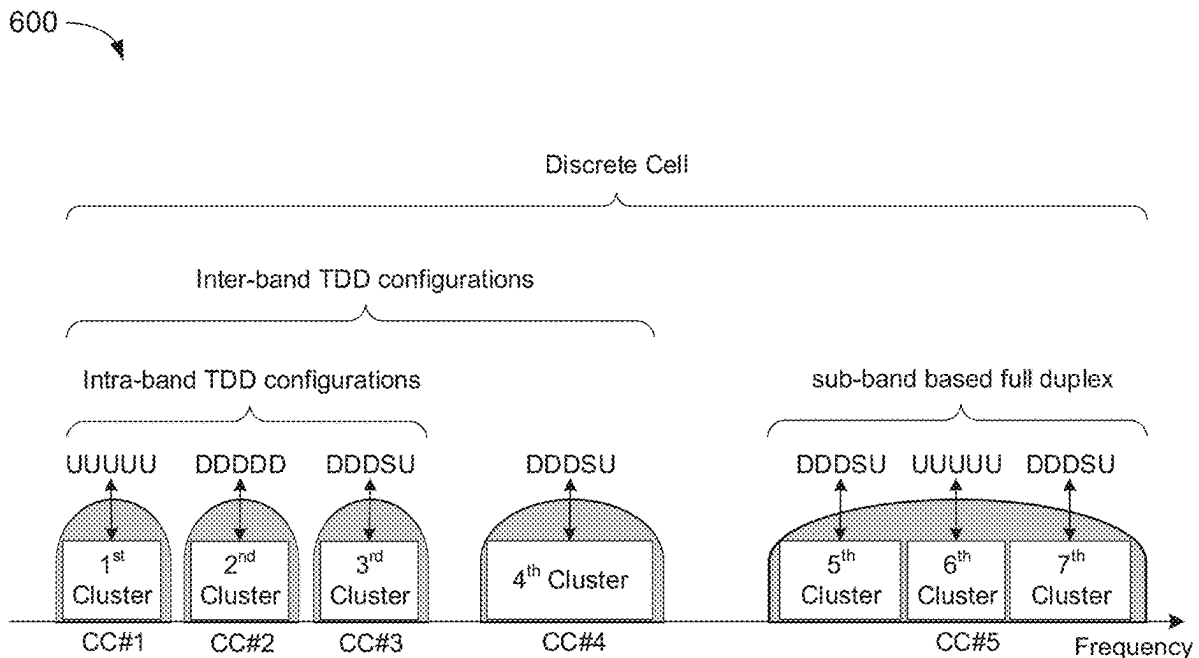 600
Discrete Cell
Inter-band TDD configurations
Intra-band TDD configurations
sub-band based full duplex
UUUUU DDDDD DDDSU DDDSU DDDSU UUUUU DDDSU
1st Cluster
2nd Cluster
3rd Cluster
4th Cluster
5th Cluster
6th Cluster
7th Cluster
CC#1 CC#2 CC#3 CC#4 CC#5 Frequency